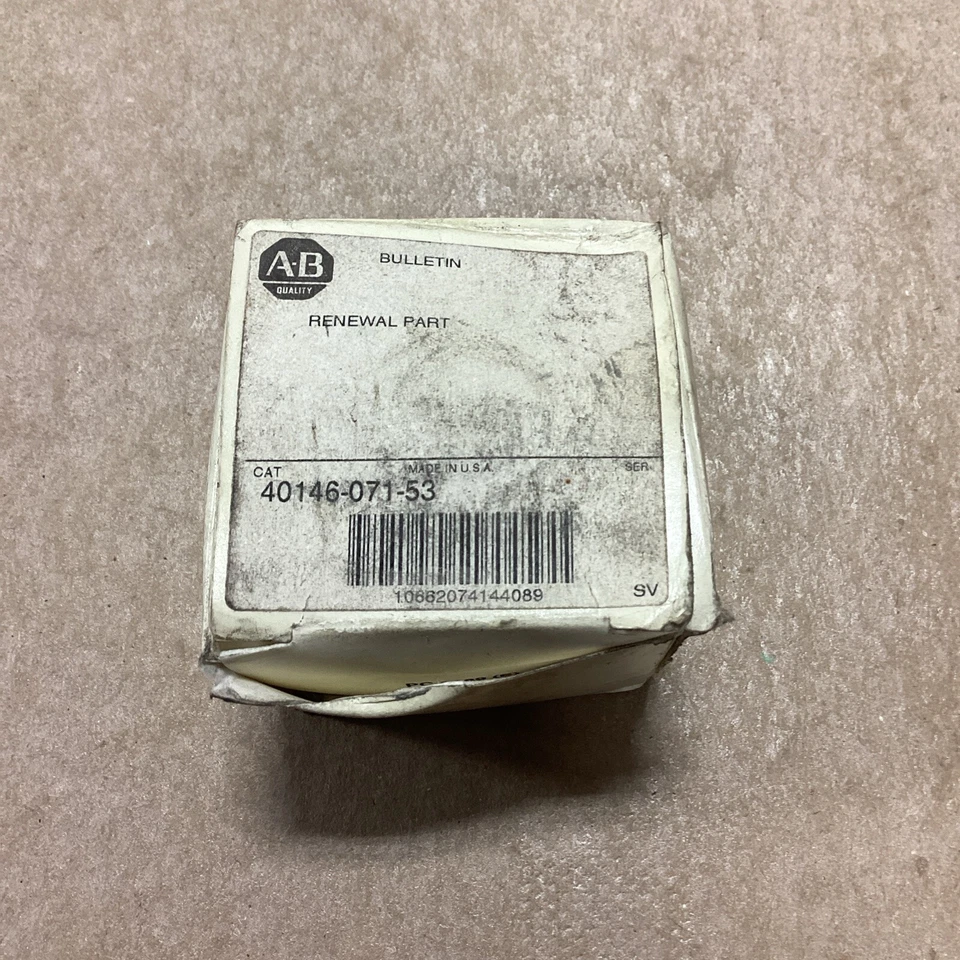 A-B
QUALITY
BULLETIN
RENEWAL PART
CAT
MADE IN U.S.A.
SER
40146-071-53
10662074144089
SV